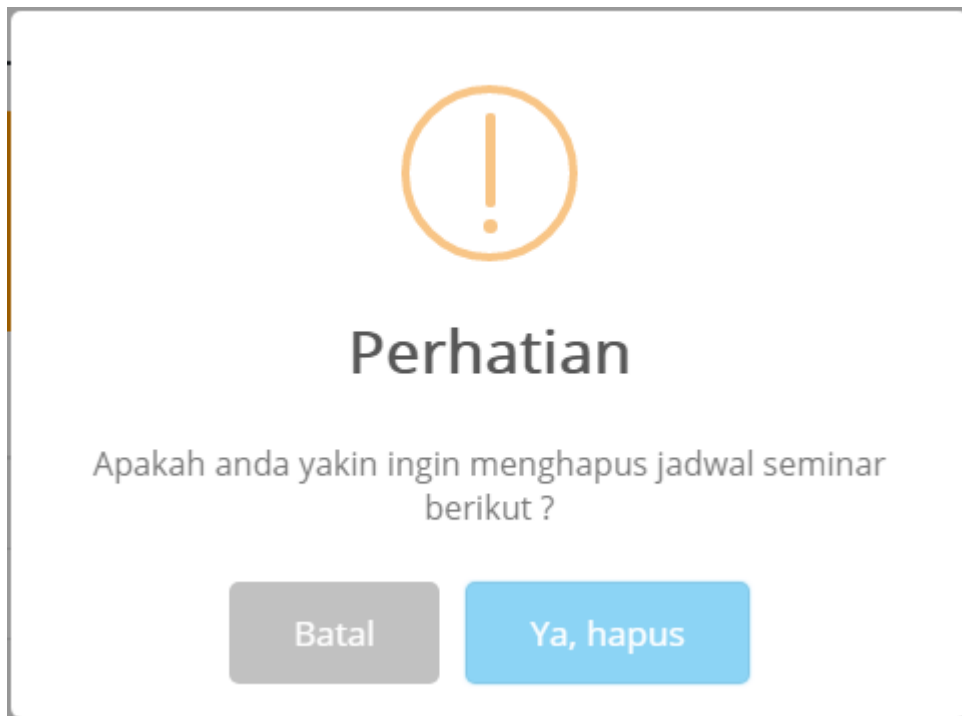 Perhatian
Apakah anda yakin ingin menghapus jadwal seminar
berikut ?
Batal
Ya, hapus